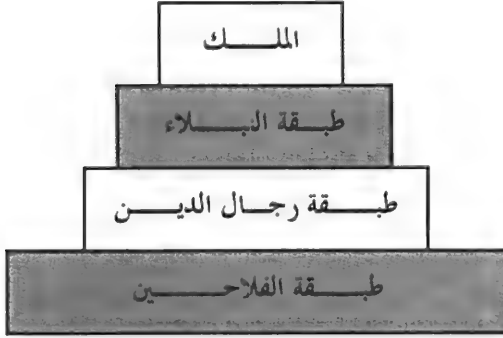 الملك
طبقة النبلاء
طبقة رجال الدين
طبقة الفلاحين